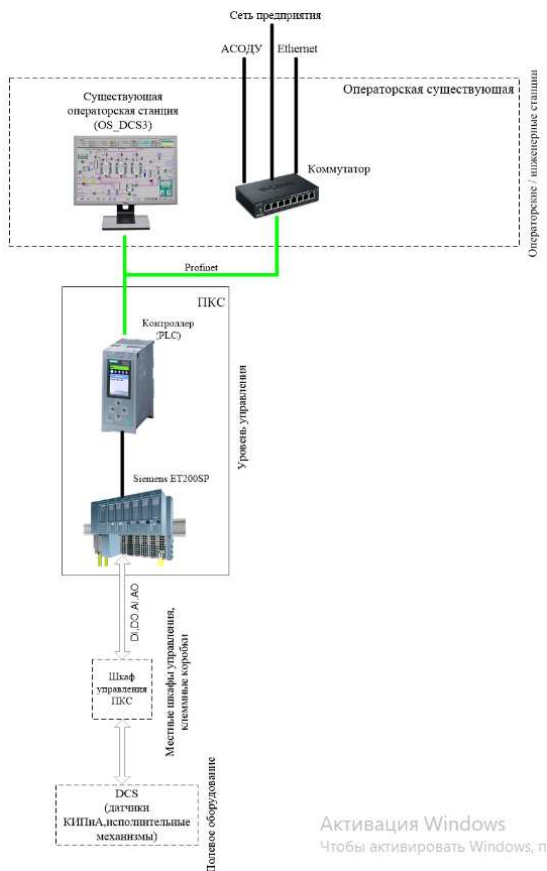 Сеть предприятия
АСОДУ
Ethernet
Операторская существующая
Существующая
операторская станция
(OS_DCS3)
Коммутатор
D-Link
Операторские / инженерные станции
Profinet
ПКС
Контроллер
(PLC)
Siemens ET200SP
Уровень управления
DI,DO,AI,AO
Шкаф
управления
ПКС
Местные шкафы управления,
клеммные коробки
DCS
(датчики
КИПиА,исполнительные
механизмы)
Полевое оборудование
Активация Windows
Чтобы активировать Windows, п